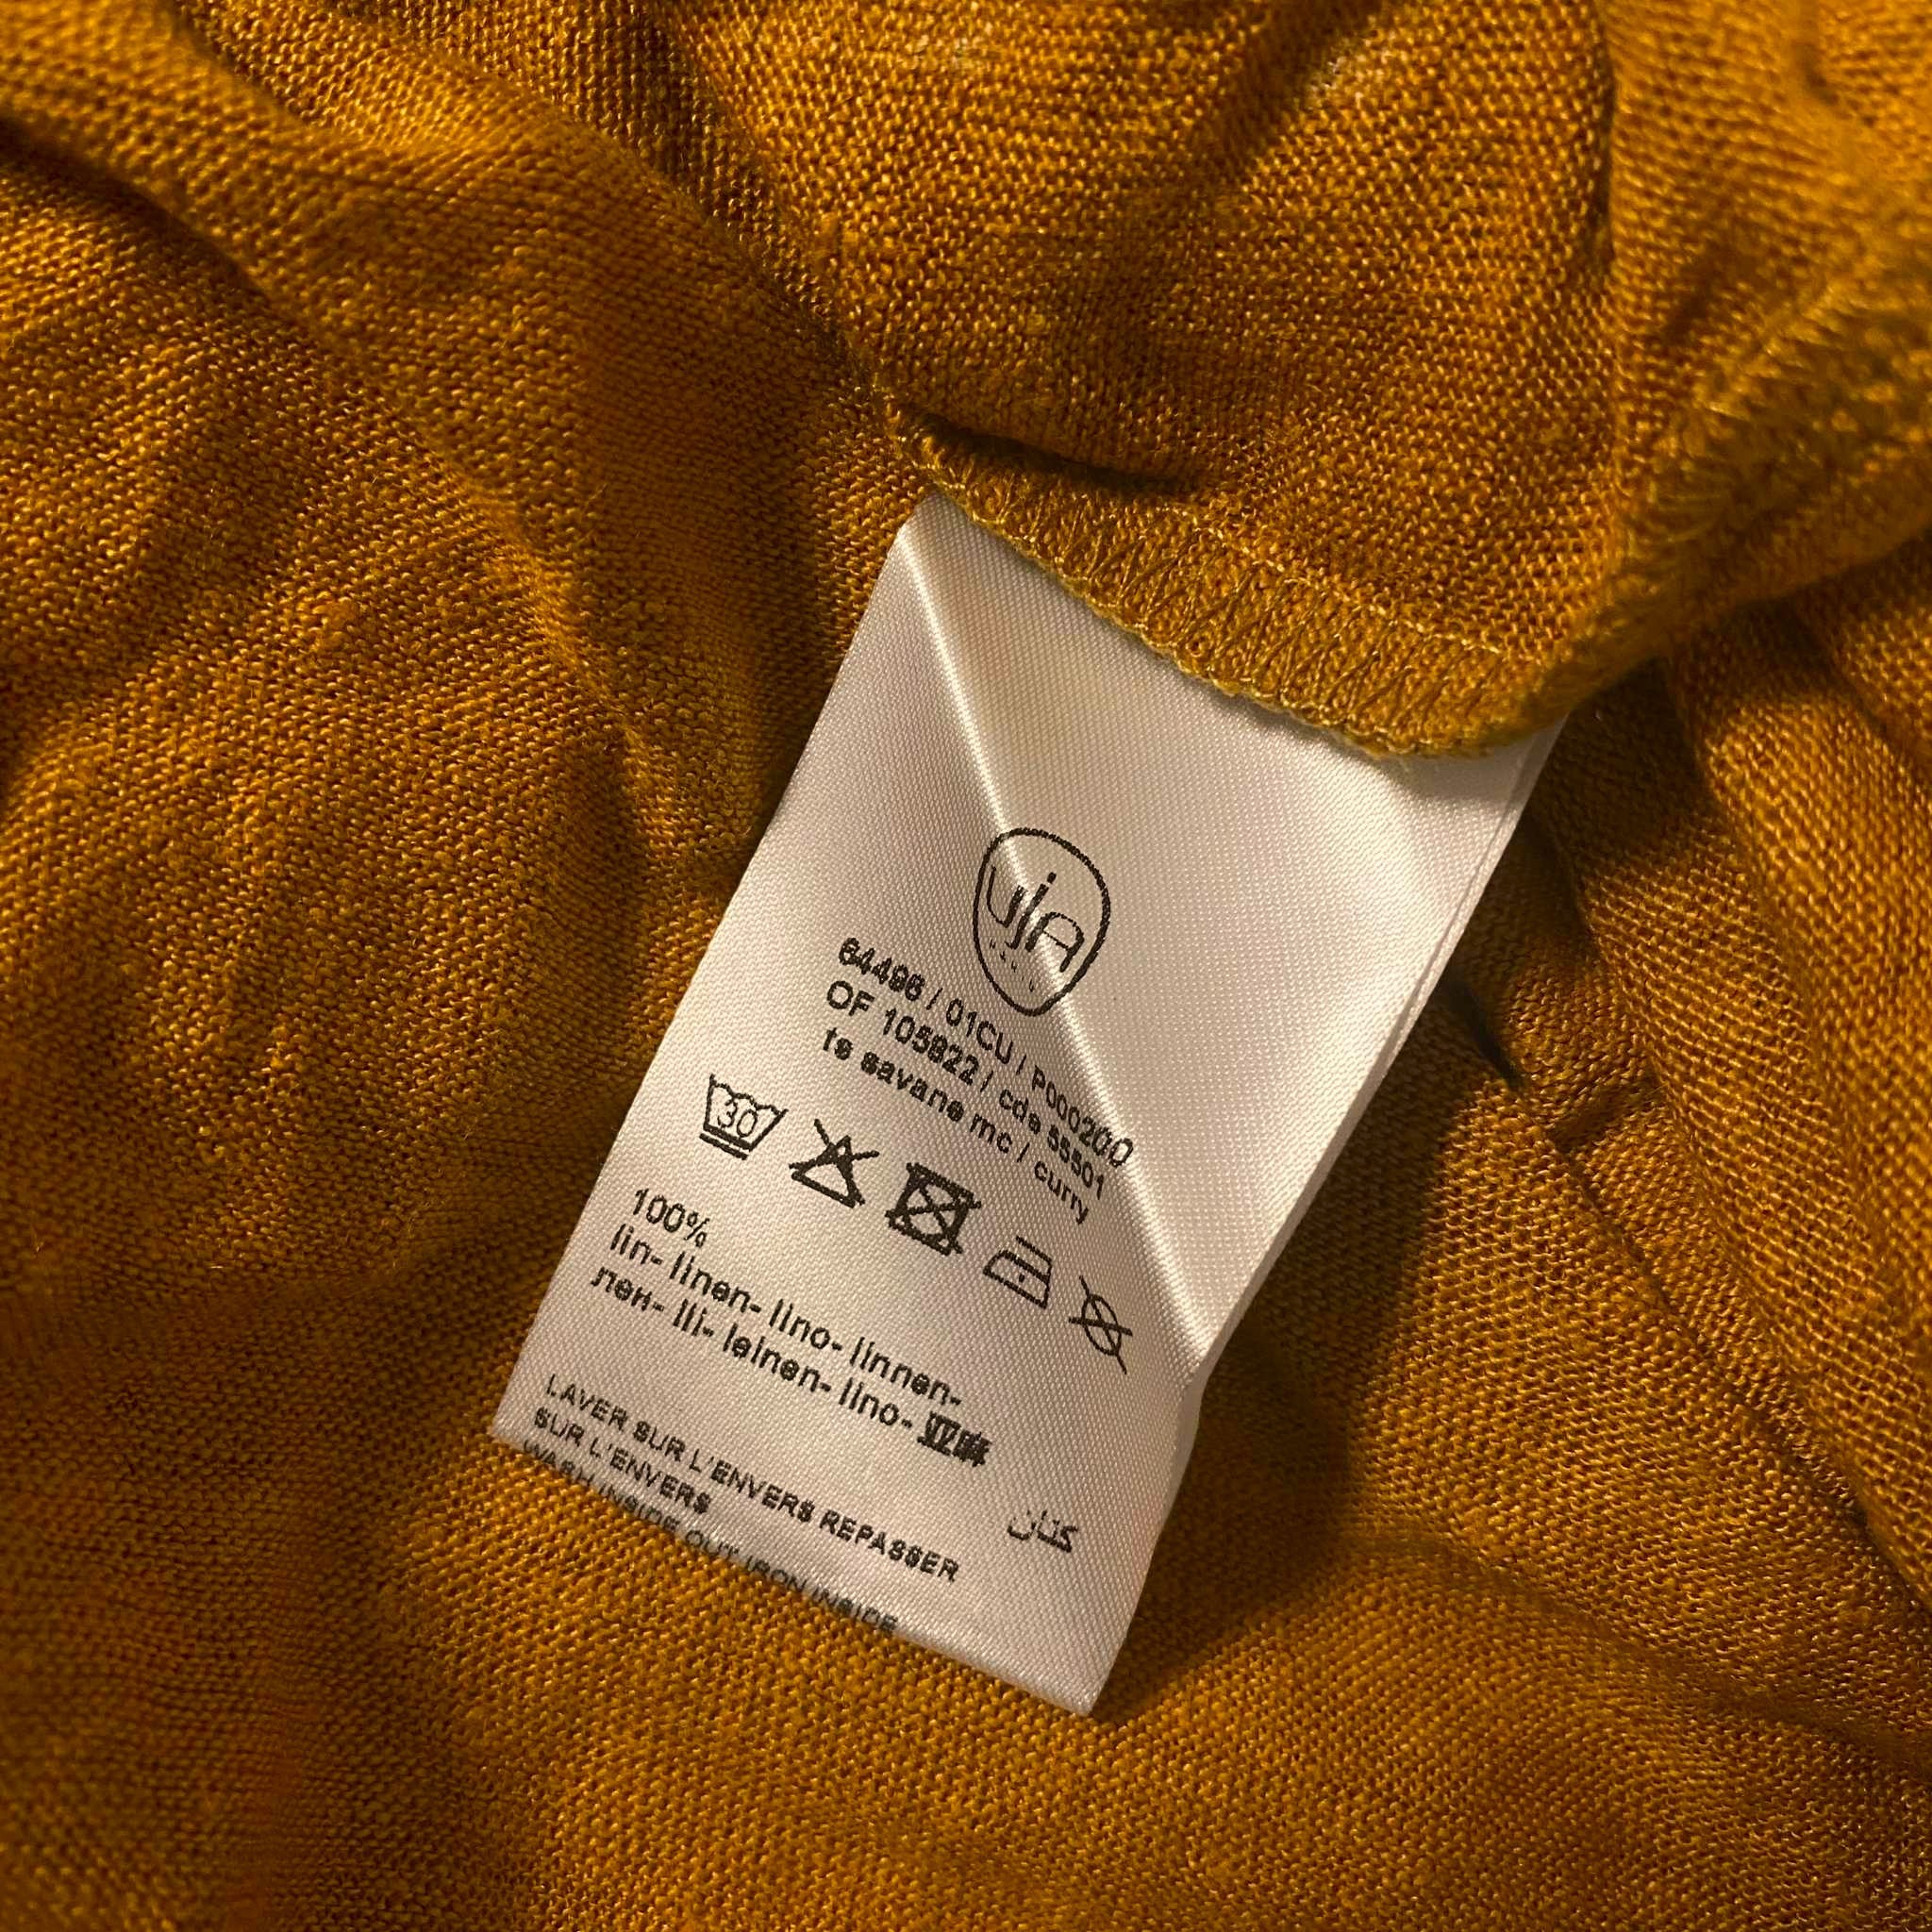 ujA
64496 / 01CU / P000200
OF 105822 / cde 55501
ts savane mc / curry
30
100%
lin- linen- lino- linnen-
лен- lli- leinen- lino- 亚麻
كتان
LAVER SUR L'ENVERS REPASSER
SUR L'ENVERS
WASH INSIDE OUT IRON INSIDE